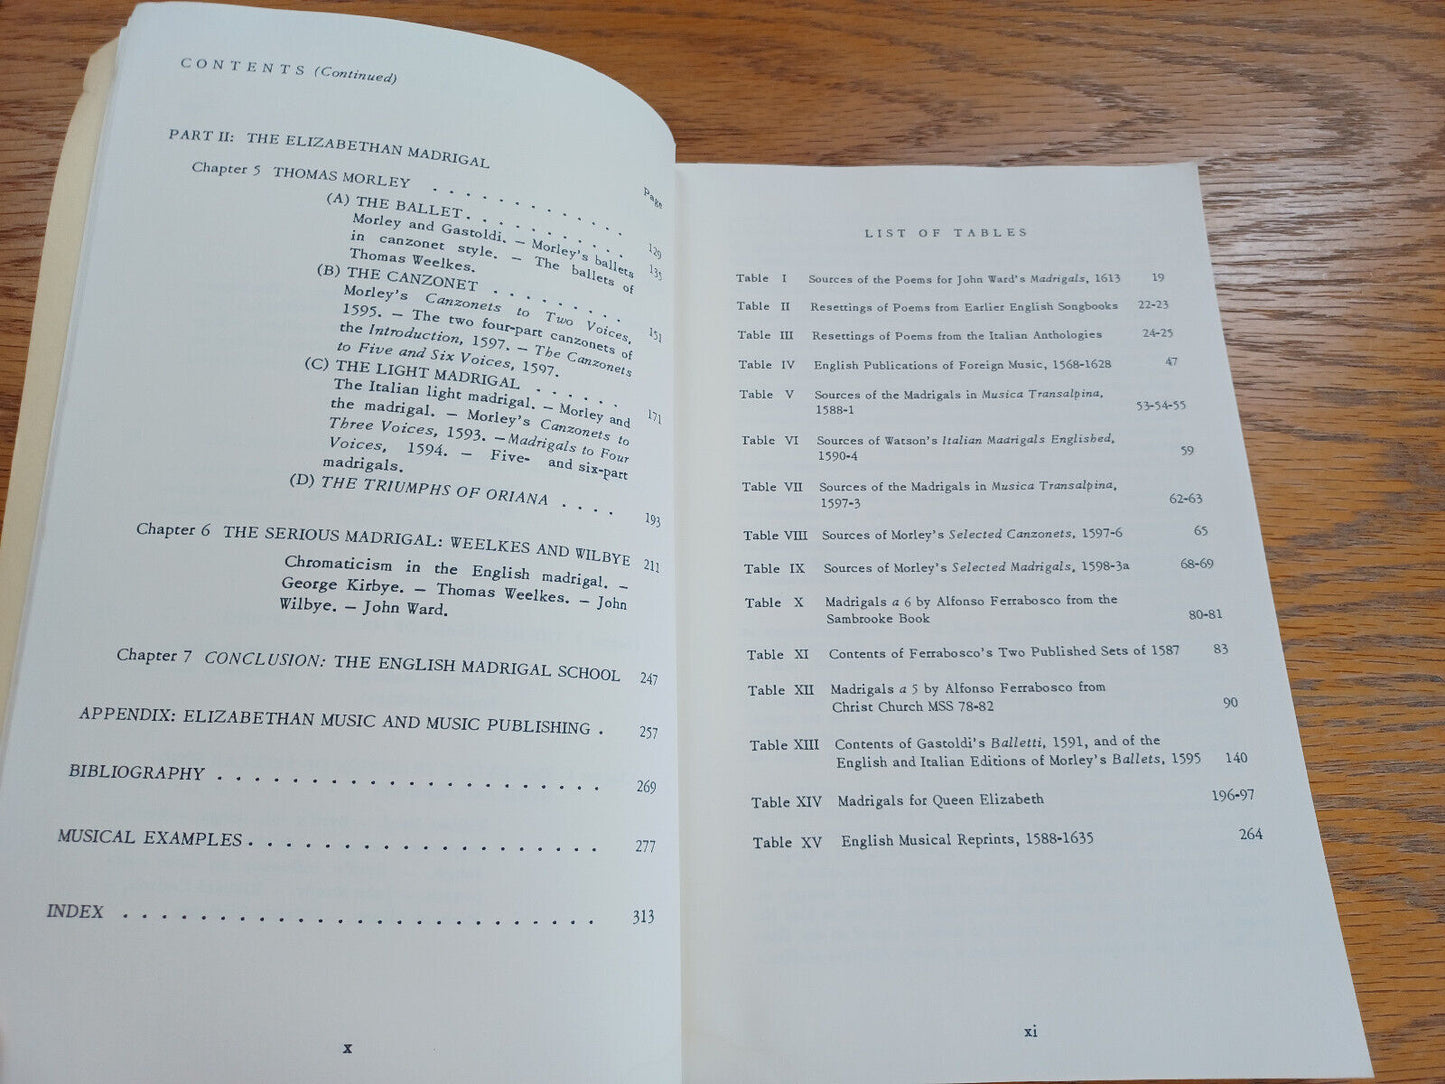 CONTENTS (Continued)
PART II: THE ELIZABETHAN MADRIGAL
Page
Chapter 5 THOMAS MORLEY . . . . . . . . . . . 129
(A) THE BALLET . . . . . . . . . 135
Morley and Gastoldi. — Morley's ballets
in canzonet style. — The ballets of
Thomas Weelkes.
(B) THE CANZONET . . . . . . . . 151
Morley's Canzonets to Two Voices,
1595. — The two four-part canzonets of
the Introduction, 1597. — The Canzonets
to Five and Six Voices, 1597.
(C) THE LIGHT MADRIGAL . . . . . . 171
The Italian light madrigal. — Morley and
the madrigal. — Morley's Canzonets to
Three Voices, 1593. —Madrigals to Four
Voices, 1594. — Five- and six-part
madrigals.
(D) THE TRIUMPHS OF ORIANA . . . . 193
Chapter 6 THE SERIOUS MADRIGAL: WEELKES AND WILBYE 211
Chromaticism in the English madrigal. —
George Kirbye. — Thomas Weelkes. — John
Wilbye. — John Ward.
Chapter 7 CONCLUSION: THE ENGLISH MADRIGAL SCHOOL 247
APPENDIX: ELIZABETHAN MUSIC AND MUSIC PUBLISHING . 257
BIBLIOGRAPHY . . . . . . . . . . . . . . . . . . . . 269
MUSICAL EXAMPLES . . . . . . . . . . . . . . . . . . 277
INDEX . . . . . . . . . . . . . . . . . . . . . . . . . 313
x
LIST OF TABLES
Table I Sources of the Poems for John Ward's Madrigals, 1613 19
Table II Resettings of Poems from Earlier English Songbooks 22-23
Table III Resettings of Poems from the Italian Anthologies 24-25
Table IV English Publications of Foreign Music, 1568-1628 47
Table V Sources of the Madrigals in Musica Transalpina,
1588-1 53-54-55
Table VI Sources of Watson's Italian Madrigals Englished,
1590-4 59
Table VII Sources of the Madrigals in Musica Transalpina,
1597-3 62-63
Table VIII Sources of Morley's Selected Canzonets, 1597-6 65
Table IX Sources of Morley's Selected Madrigals, 1598-3a 68-69
Table X Madrigals a 6 by Alfonso Ferrabosco from the
Sambrooke Book 80-81
Table XI Contents of Ferrabosco's Two Published Sets of 1587 83
Table XII Madrigals a 5 by Alfonso Ferrabosco from
Christ Church MSS 78-82 90
Table XIII Contents of Gastoldi's Balletti, 1591, and of the
English and Italian Editions of Morley's Ballets, 1595 140
Table XIV Madrigals for Queen Elizabeth 196-97
Table XV English Musical Reprints, 1588-1635 264
xi